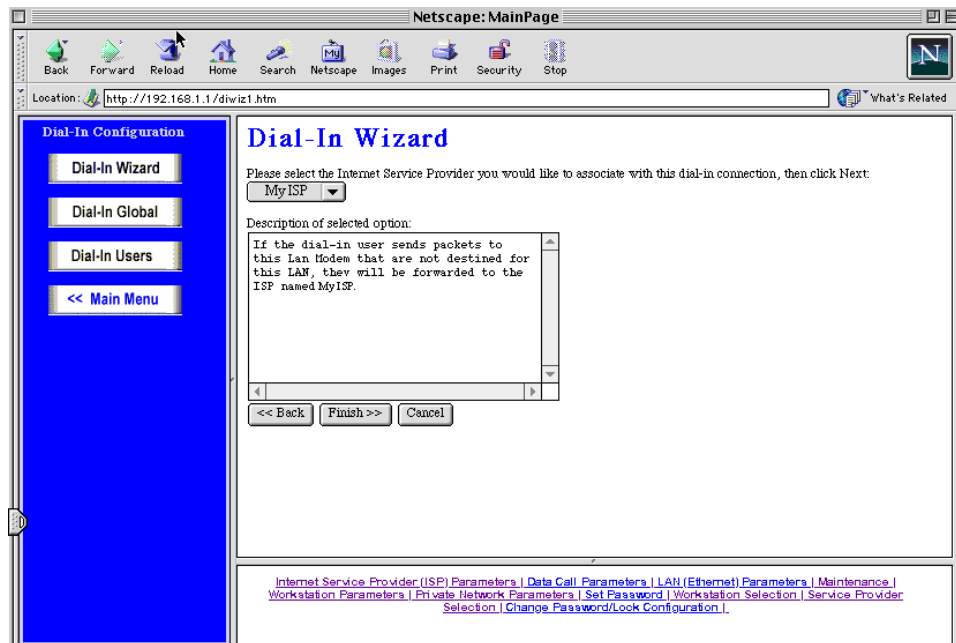 Netscape: MainPage
Back Forward Reload Home Search Netscape Images Print Security Stop
My
N
Location: http://192.168.1.1/diwiz1.htm What's Related
Dial-In Configuration
Dial-In Wizard
Dial-In Global
Dial-In Users
<< Main Menu
Dial-In Wizard
Please select the Internet Service Provider you would like to associate with this dial-in connection, then click Next:
MyISP
Description of selected option:
If the dial-in user sends packets to
this Lan Modem that are not destined for
this LAN, they will be forwarded to the
ISP named MyISP.
<< Back Finish >> Cancel
Internet Service Provider (ISP) Parameters | Data Call Parameters | LAN (Ethernet) Parameters | Maintenance |
Workstation Parameters | Private Network Parameters | Set Password | Workstation Selection | Service Provider
Selection | Change Password/Lock Configuration |